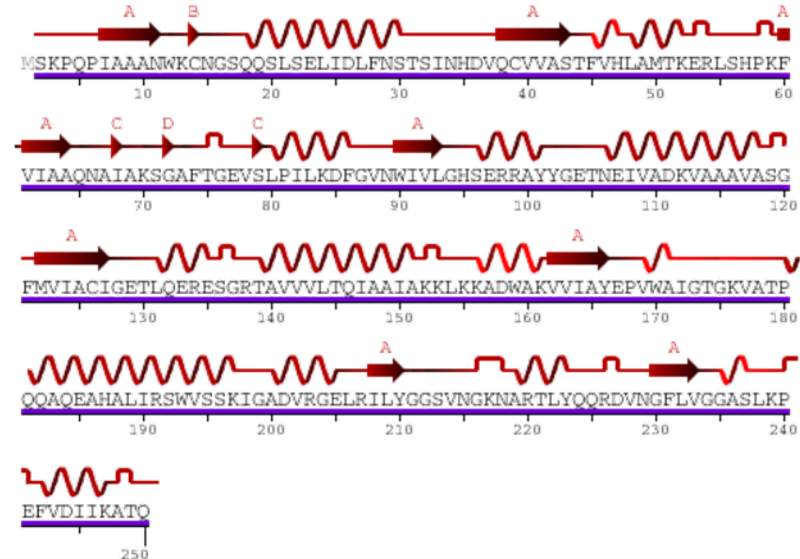 A B A A
MSKPQPIAAANWKCNGSQQSLSELIDLFNSTSINHDVQCVVASTFVHLAMTKERLSHPKF
10 20 30 40 50 60
A C D C A
VIAAQNAIAKSGAFTGEVSLPILKDFGVNWIVLGHSERRAYYGETNEIVADKVAAAVASG
70 80 90 100 110 120
A A
FMVIACIGETLQERESGRTAVVVLTQIAAIAKKLKKADWAKVVIAYEPVWAIGTGKVATP
130 140 150 160 170 180
A A
QQAQEAHALIRSWVSSKIGADVRGELRILYGGSVNGKNARTLYQQRDVNGFLVGGASLKP
190 200 210 220 230 240
EFVDIIKATQ
250